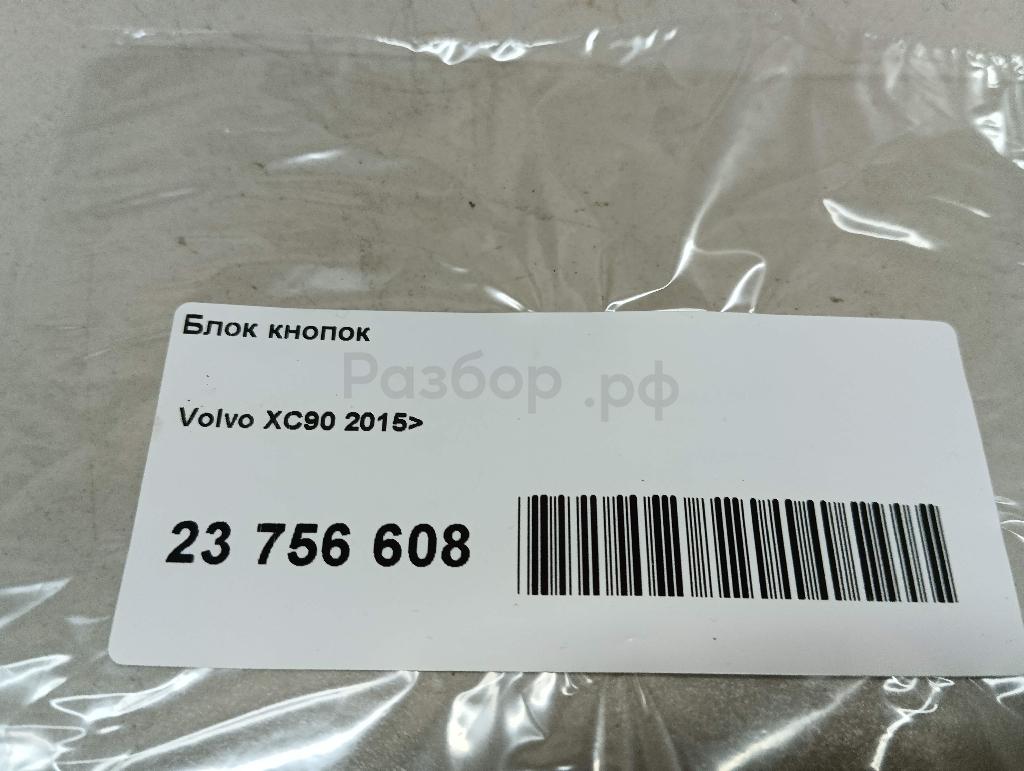 Блок кнопок
Разбор.рф
Volvo XC90 2015>
23 756 608